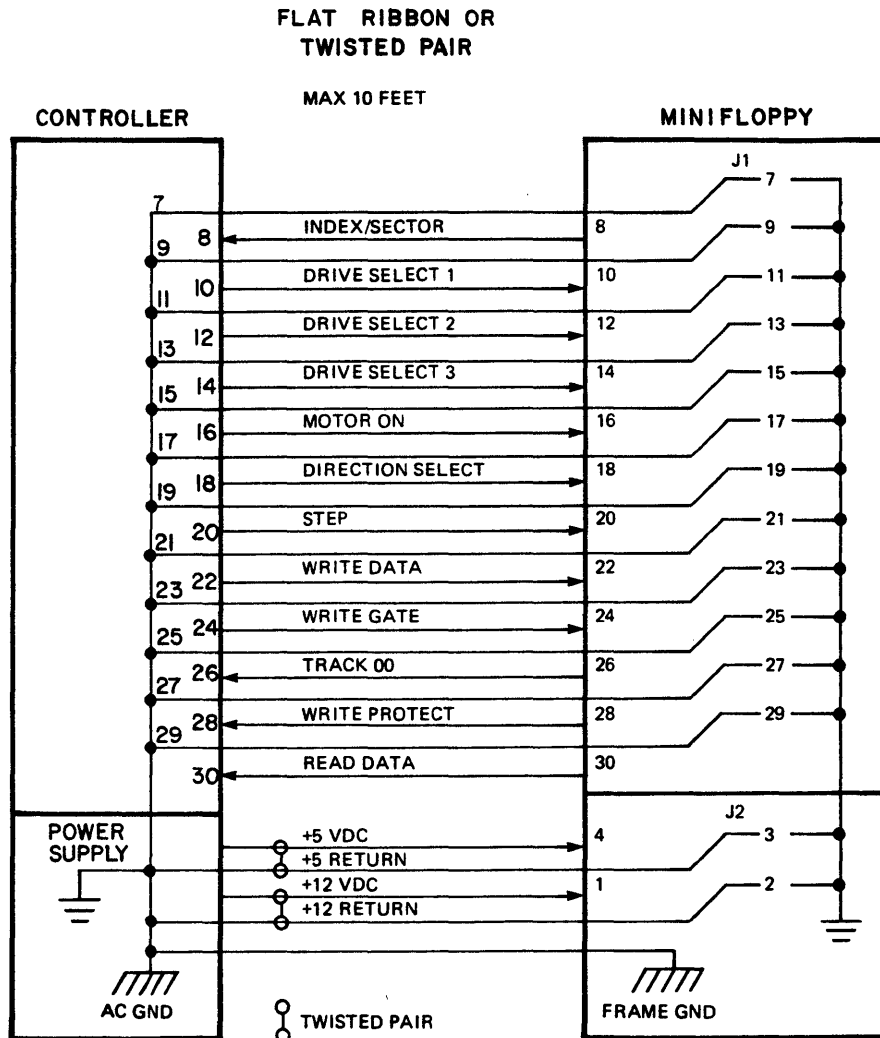 FLAT RIBBON OR
TWISTED PAIR
MAX 10 FEET
CONTROLLER
MINIFLOPPY
J1
7
7
8
INDEX/SECTOR
8
9
9
10
DRIVE SELECT 1
10
11
11
12
DRIVE SELECT 2
12
13
13
14
DRIVE SELECT 3
14
15
15
16
MOTOR ON
16
17
17
18
DIRECTION SELECT
18
19
19
20
STEP
20
21
21
22
WRITE DATA
22
23
23
24
WRITE GATE
24
25
25
26
TRACK 00
26
27
27
28
WRITE PROTECT
28
29
29
30
READ DATA
30
POWER
SUPPLY
J2
+5 VDC
4
+5 RETURN
3
+12 VDC
1
+12 RETURN
2
AC GND
FRAME GND
TWISTED PAIR